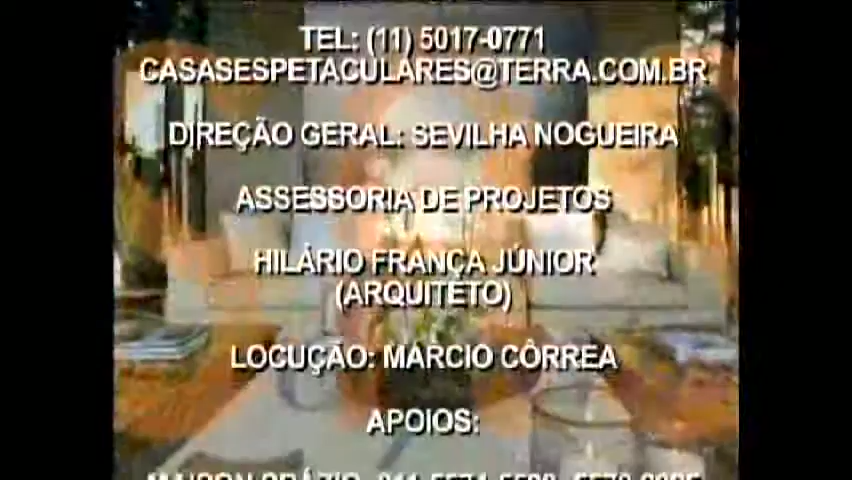 TEL: (11) 5017-0771
CASASESPETACULARES@TERRA.COM.BR
DIREÇÃO GERAL: SEVILHA NOGUEIRA
ASSESSORIA DE PROJETOS
HILÁRIO FRANÇA JÚNIOR
(ARQUITETO)
LOCUÇÃO: MARCIO CÔRREA
APOIOS: